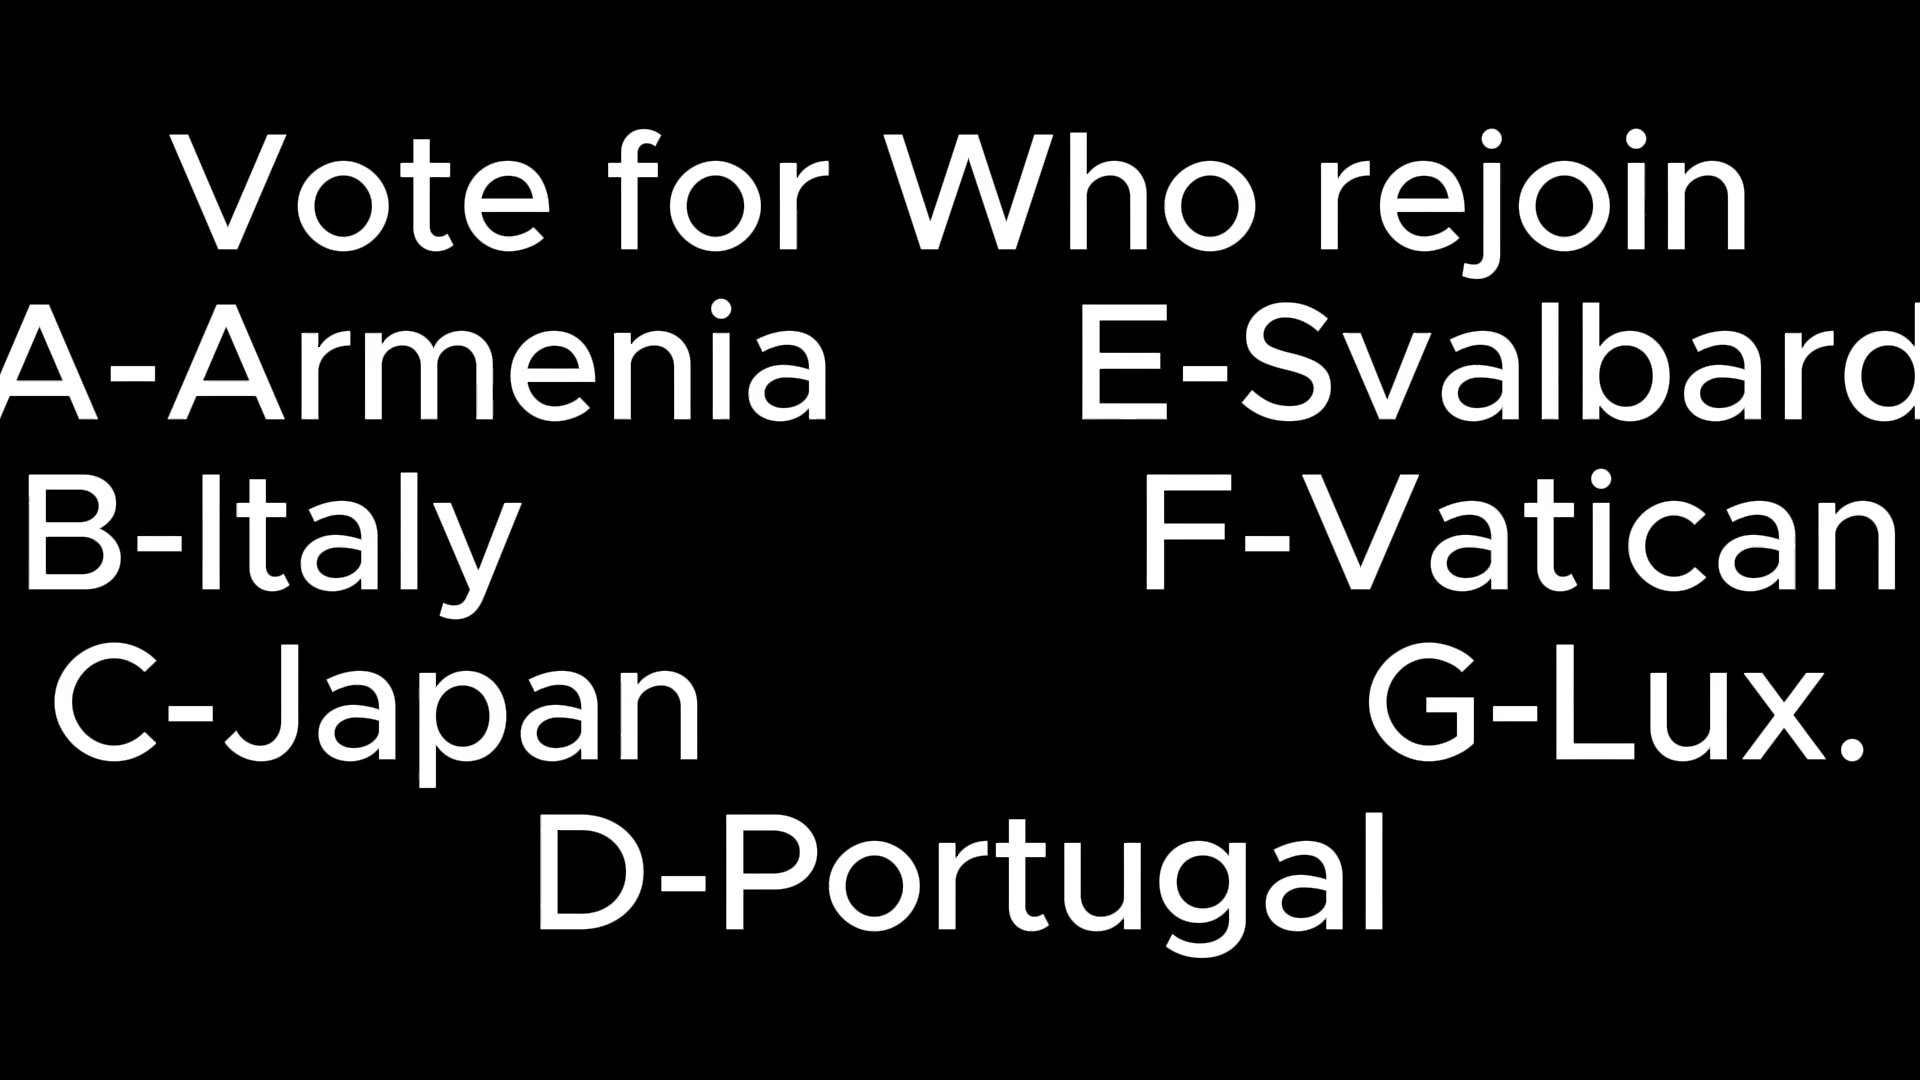 Vote for Who rejoin
A-Armenia E-Svalbard
B-Italy F-Vatican
C-Japan G-Lux.
D-Portugal